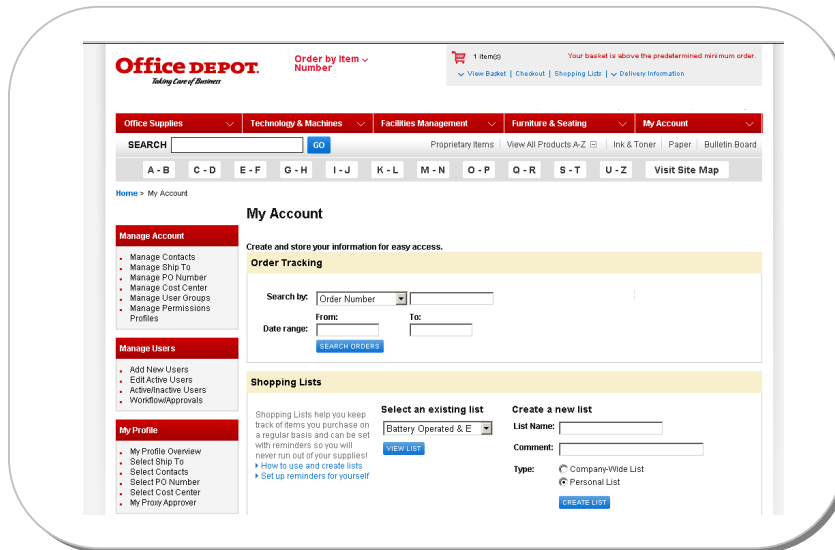 Office DEPOT.
Taking Care of Business
Order by Item
Number
1 item(s)
Your basket is above the predetermined minimum order.
View Basket | Checkout | Shopping Lists | Delivery Information
Office Supplies
Technology & Machines
Facilities Management
Furniture & Seating
My Account
SEARCH
GO
Proprietary Items | View All Products A-Z | Ink & Toner | Paper | Bulletin Board
A - B C - D E - F G - H I - J K - L M - N O - P Q - R S - T U - Z Visit Site Map
Home > My Account
My Account
Manage Account
Manage Contacts
Manage Ship To
Manage PO Number
Manage Cost Center
Manage User Groups
Manage Permissions
Profiles
Manage Users
Add New Users
Edit Active Users
Active/Inactive Users
Workflow/Approvals
My Profile
My Profile Overview
Select Ship To
Select Contacts
Select PO Number
Select Cost Center
My Proxy Approver
Create and store your information for easy access.
Order Tracking
Search by: Order Number
From: To:
Date range:
SEARCH ORDERS
Shopping Lists
Shopping Lists help you keep
track of items you purchase on
a regular basis and can be set
with reminders so you will
never run out of your supplies!
How to use and create lists
Set up reminders for yourself
Select an existing list
Battery Operated & E
VIEW LIST
Create a new list
List Name:
Comment:
Type: Company-Wide List
Personal List
CREATE LIST